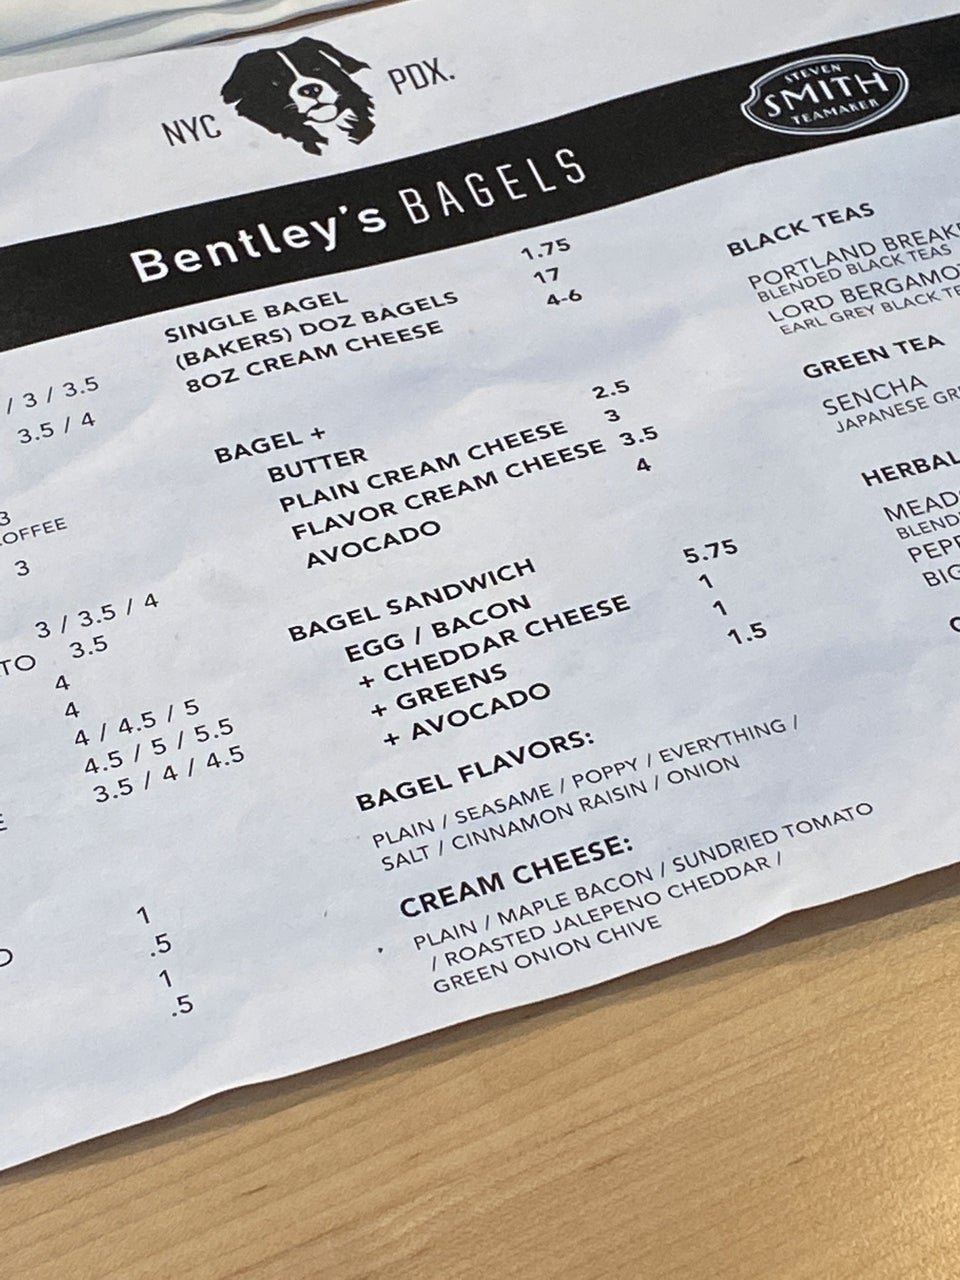 NYC PDX.
STEVEN
SMITH
TEAMAKER
Bentley's BAGELS
/ 3 / 3.5
3.5 / 4
3
OFFEE
3
3 / 3.5 / 4
TO 3.5
4
4
4 / 4.5 / 5
4.5 / 5 / 5.5
3.5 / 4 / 4.5
E
1
O .5
1
.5
SINGLE BAGEL 1.75
(BAKERS) DOZ BAGELS 17
8OZ CREAM CHEESE 4-6
BAGEL +
BUTTER 2.5
PLAIN CREAM CHEESE 3
FLAVOR CREAM CHEESE 3.5
AVOCADO 4
BAGEL SANDWICH
EGG / BACON 5.75
+ CHEDDAR CHEESE 1
+ GREENS 1
+ AVOCADO 1.5
BAGEL FLAVORS:
PLAIN / SEASAME / POPPY / EVERYTHING /
SALT / CINNAMON RAISIN / ONION
CREAM CHEESE:
PLAIN / MAPLE BACON / SUNDRIED TOMATO
/ ROASTED JALEPENO CHEDDAR /
GREEN ONION CHIVE
BLACK TEAS
PORTLAND BREAK
BLENDED BLACK TEAS
LORD BERGAMO
EARL GREY BLACK TE
GREEN TEA
SENCHA
JAPANESE GR
HERBAL
MEAD
BLEND
PEPP
BIG